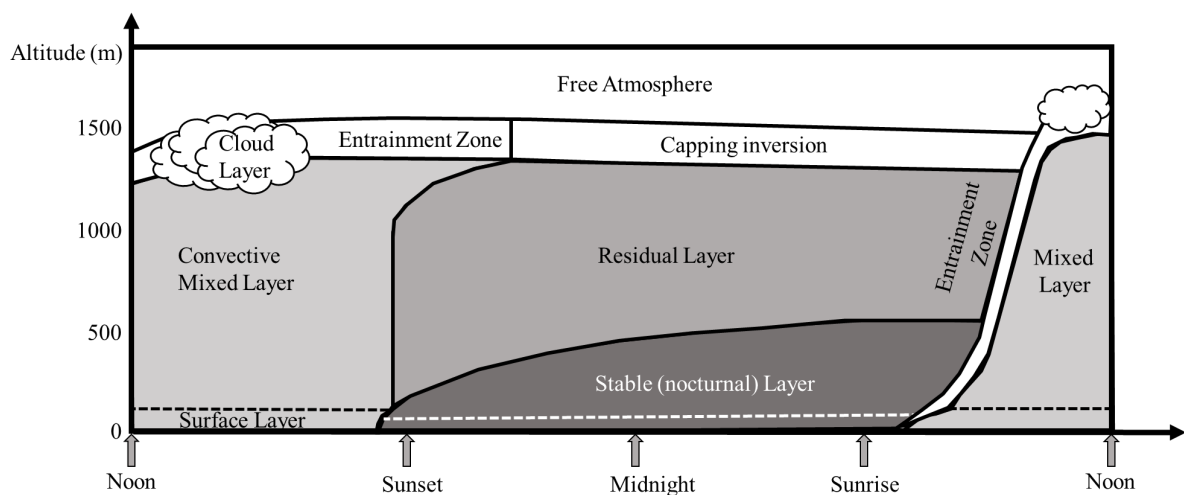 Altitude (m)
Free Atmosphere
1500
Cloud
Layer
Entrainment Zone
Capping inversion
1000
Convective
Mixed Layer
Residual Layer
Entrainment
Zone
Mixed
Layer
500
Stable (nocturnal) Layer
Surface Layer
0
Noon
Sunset
Midnight
Sunrise
Noon